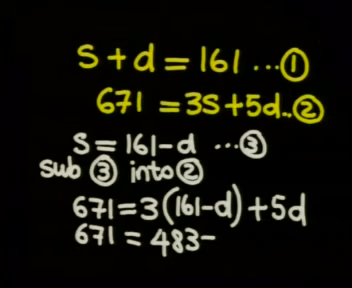 S + d = 161 ... ①
671 = 3S + 5d .. ②
S = 161 - d ... ③
sub ③ into ②
671 = 3(161 - d) + 5d
671 = 483 -